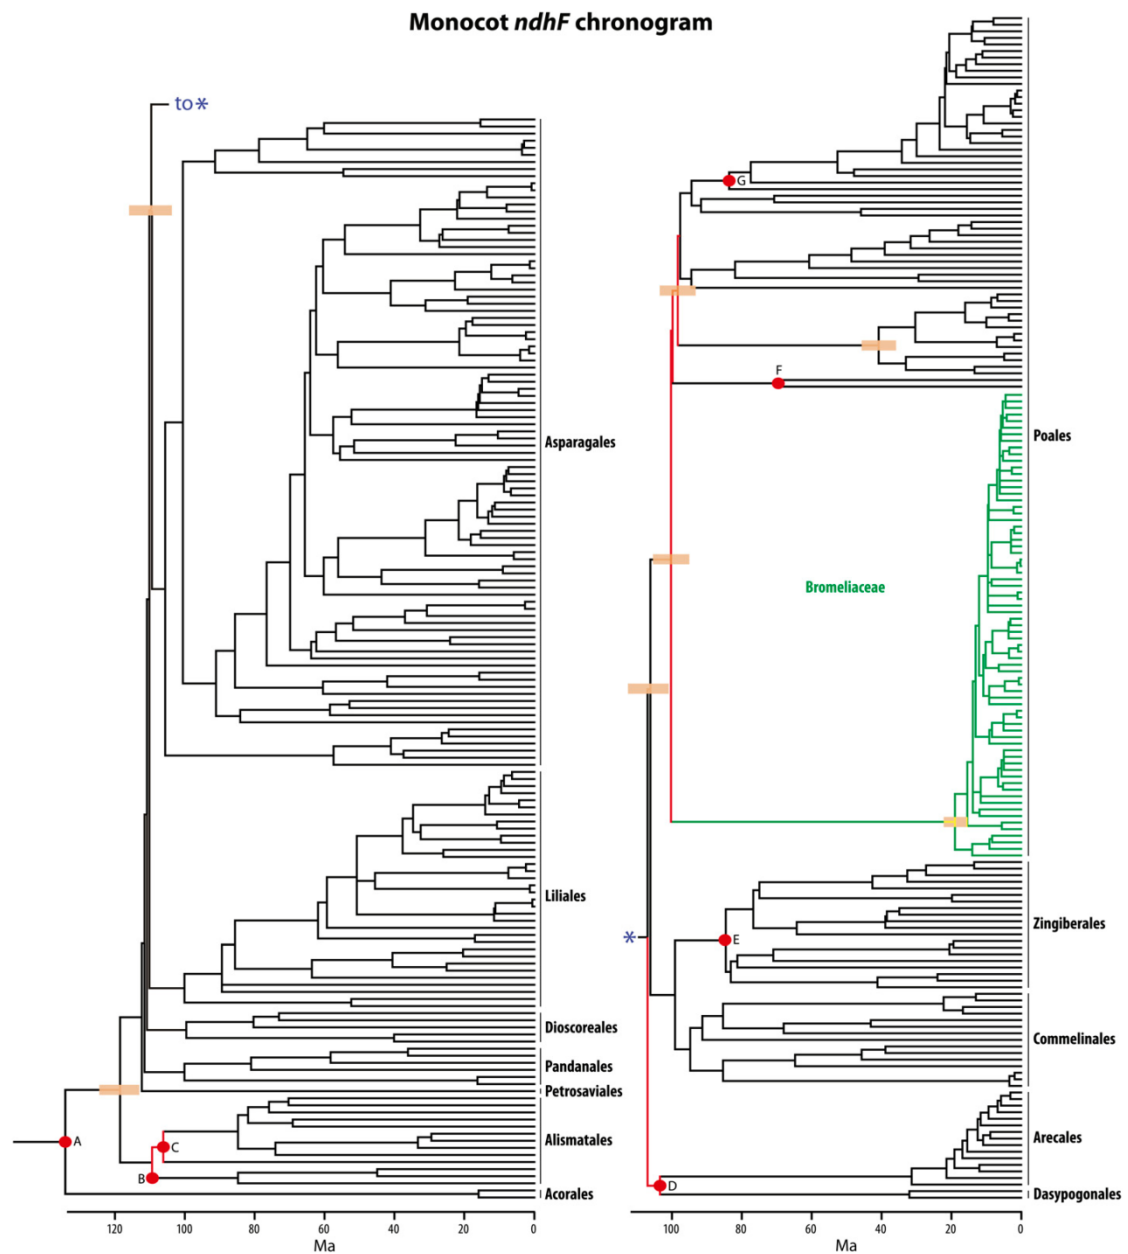 Monocot ndhF chronogram
to *
Asparagales
Liliales
Dioscoreales
Pandanales
Petrosaviales
Alismatales
Acorales
A
B
C
120 100 80 60 40 20 0
Ma
G
F
Poales
Bromeliaceae
*
E
Zingiberales
Commelinales
Arecales
D
Dasypogonales
100 80 60 40 20 0
Ma